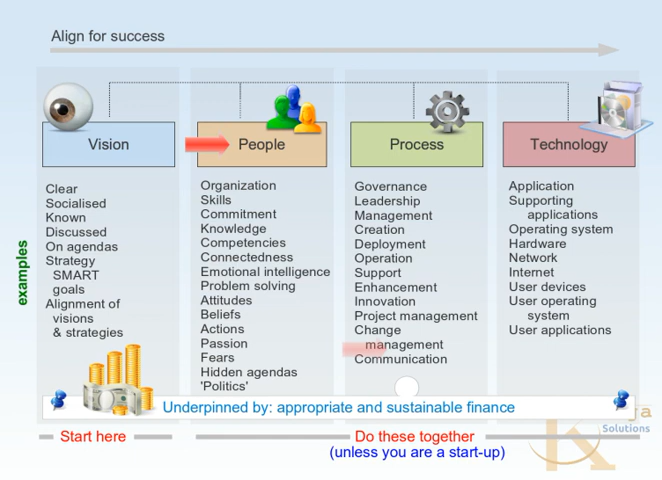 Align for success
Vision
People
Process
Technology
examples
Clear
Socialised
Known
Discussed
On agendas
Strategy
SMART
goals
Alignment of
visions
& strategies
Organization
Skills
Commitment
Knowledge
Competencies
Connectedness
Emotional intelligence
Problem solving
Attitudes
Beliefs
Actions
Passion
Fears
Hidden agendas
'Politics'
Governance
Leadership
Management
Creation
Deployment
Operation
Support
Enhancement
Innovation
Project management
Change
management
Communication
Application
Supporting
applications
Operating system
Hardware
Network
Internet
User devices
User operating
system
User applications
Underpinned by: appropriate and sustainable finance
Start here
Do these together
(unless you are a start-up)
Solutions